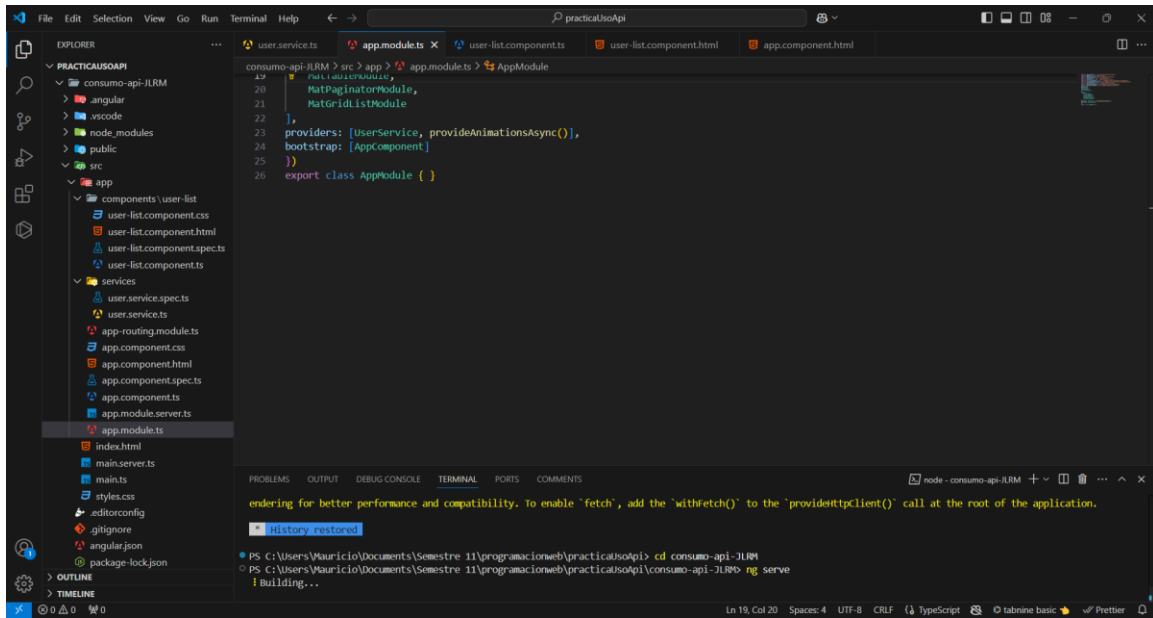 File Edit Selection View Go Run Terminal Help
practicaUsoApi
EXPLORER
PRACTICAUSOAPI
consumo-api-JLRM
.angular
.vscode
node_modules
public
src
app
components\user-list
user-list.component.css
user-list.component.html
user-list.component.spec.ts
user-list.component.ts
services
user.service.spec.ts
user.service.ts
app-routing.module.ts
app.component.css
app.component.html
app.component.spec.ts
app.component.ts
app.module.server.ts
app.module.ts
index.html
main.server.ts
main.ts
styles.css
.editorconfig
.gitignore
angular.json
package-lock.json
OUTLINE
TIMELINE
user.service.ts app.module.ts user-list.component.ts user-list.component.html app.component.html
consumo-api-JLRM > src > app > app.module.ts > AppModule
19 MatTableModule,
20 MatPaginatorModule,
21 MatGridListModule
22 ],
23 providers: [UserService, provideAnimationsAsync()],
24 bootstrap: [AppComponent]
25 })
26 export class AppModule { }
PROBLEMS OUTPUT DEBUG CONSOLE TERMINAL PORTS COMMENTS
node - consumo-api-JLRM
endering for better performance and compatibility. To enable `fetch`, add the `withFetch()` to the `provideHttpClient()` call at the root of the application.
* History restored
PS C:\Users\Mauricio\Documents\Semestre 11\programacionweb\practicaUsoApi> cd consumo-api-JLRM
PS C:\Users\Mauricio\Documents\Semestre 11\programacionweb\practicaUsoApi\consumo-api-JLRM> ng serve
Building...
0 0 0 Ln 19, Col 20 Spaces: 4 UTF-8 CRLF {} TypeScript tabnine basic Prettier